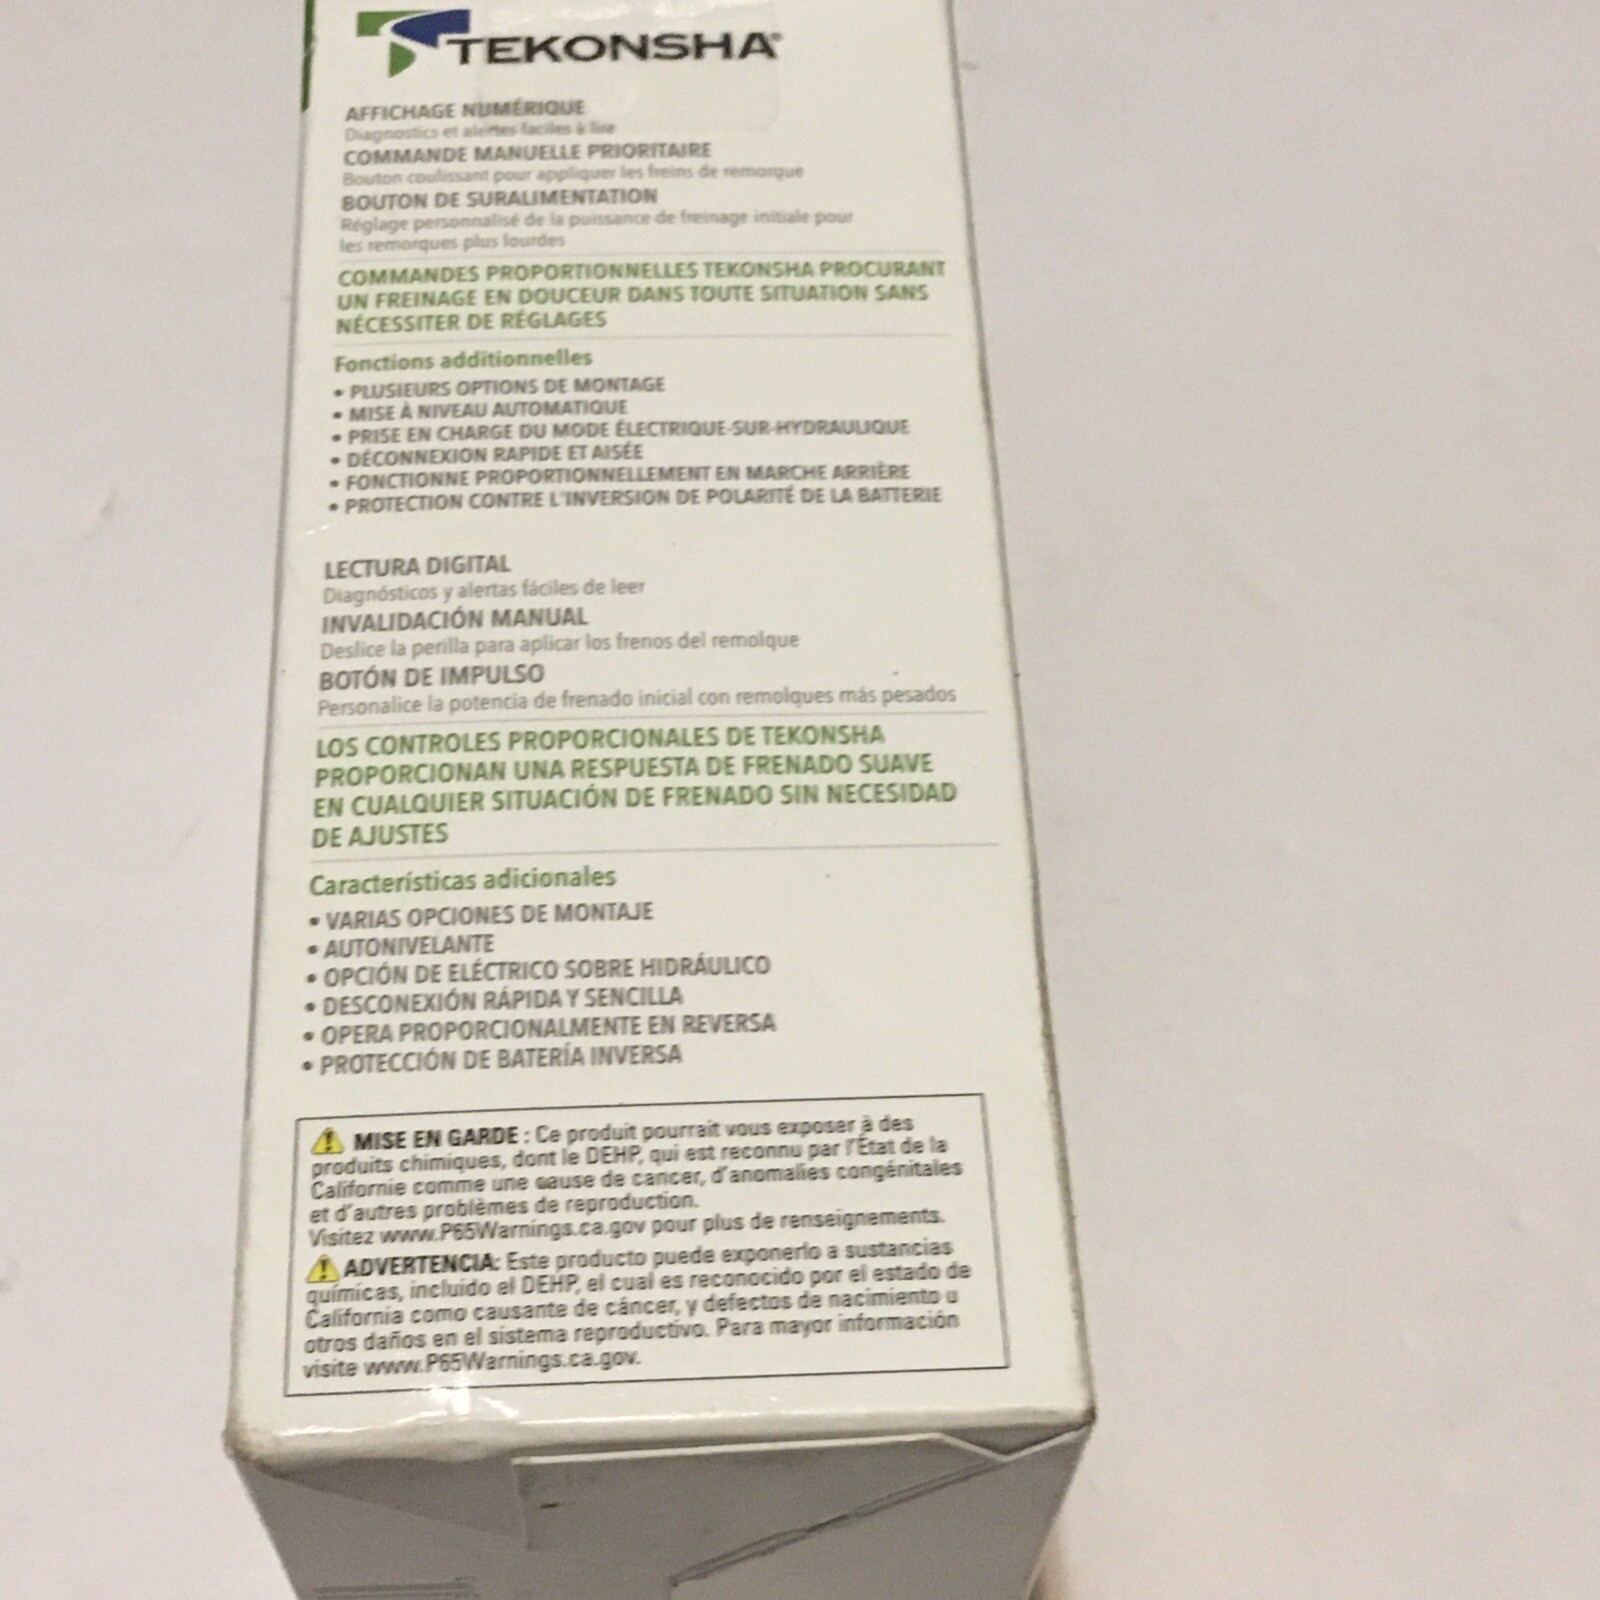 TEKONSHA®
AFFICHAGE NUMÉRIQUE
Diagnostics et alertes faciles à lire
COMMANDE MANUELLE PRIORITAIRE
Bouton coulissant pour appliquer les freins de remorque
BOUTON DE SURALIMENTATION
Réglage personnalisé de la puissance de freinage initiale pour
les remorques plus lourdes
COMMANDES PROPORTIONNELLES TEKONSHA PROCURANT
UN FREINAGE EN DOUCEUR DANS TOUTE SITUATION SANS
NÉCESSITER DE RÉGLAGES
Fonctions additionnelles
• PLUSIEURS OPTIONS DE MONTAGE
• MISE À NIVEAU AUTOMATIQUE
• PRISE EN CHARGE DU MODE ÉLECTRIQUE-SUR-HYDRAULIQUE
• DÉCONNEXION RAPIDE ET AISÉE
• FONCTIONNE PROPORTIONNELLEMENT EN MARCHE ARRIÈRE
• PROTECTION CONTRE L'INVERSION DE POLARITÉ DE LA BATTERIE
LECTURA DIGITAL
Diagnósticos y alertas fáciles de leer
INVALIDACIÓN MANUAL
Deslice la perilla para aplicar los frenos del remolque
BOTÓN DE IMPULSO
Personalice la potencia de frenado inicial con remolques más pesados
LOS CONTROLES PROPORCIONALES DE TEKONSHA
PROPORCIONAN UNA RESPUESTA DE FRENADO SUAVE
EN CUALQUIER SITUACIÓN DE FRENADO SIN NECESIDAD
DE AJUSTES
Características adicionales
• VARIAS OPCIONES DE MONTAJE
• AUTONIVELANTE
• OPCIÓN DE ELÉCTRICO SOBRE HIDRÁULICO
• DESCONEXIÓN RÁPIDA Y SENCILLA
• OPERA PROPORCIONALMENTE EN REVERSA
• PROTECCIÓN DE BATERÍA INVERSA
MISE EN GARDE : Ce produit pourrait vous exposer à des
produits chimiques, dont le DEHP, qui est reconnu par l'État de la
Californie comme une cause de cancer, d'anomalies congénitales
et d'autres problèmes de reproduction.
Visitez www.P65Warnings.ca.gov pour plus de renseignements.
ADVERTENCIA: Este producto puede exponerlo a sustancias
químicas, incluido el DEHP, el cual es reconocido por el estado de
California como causante de cáncer, y defectos de nacimiento u
otros daños en el sistema reproductivo. Para mayor información
visite www.P65Warnings.ca.gov.